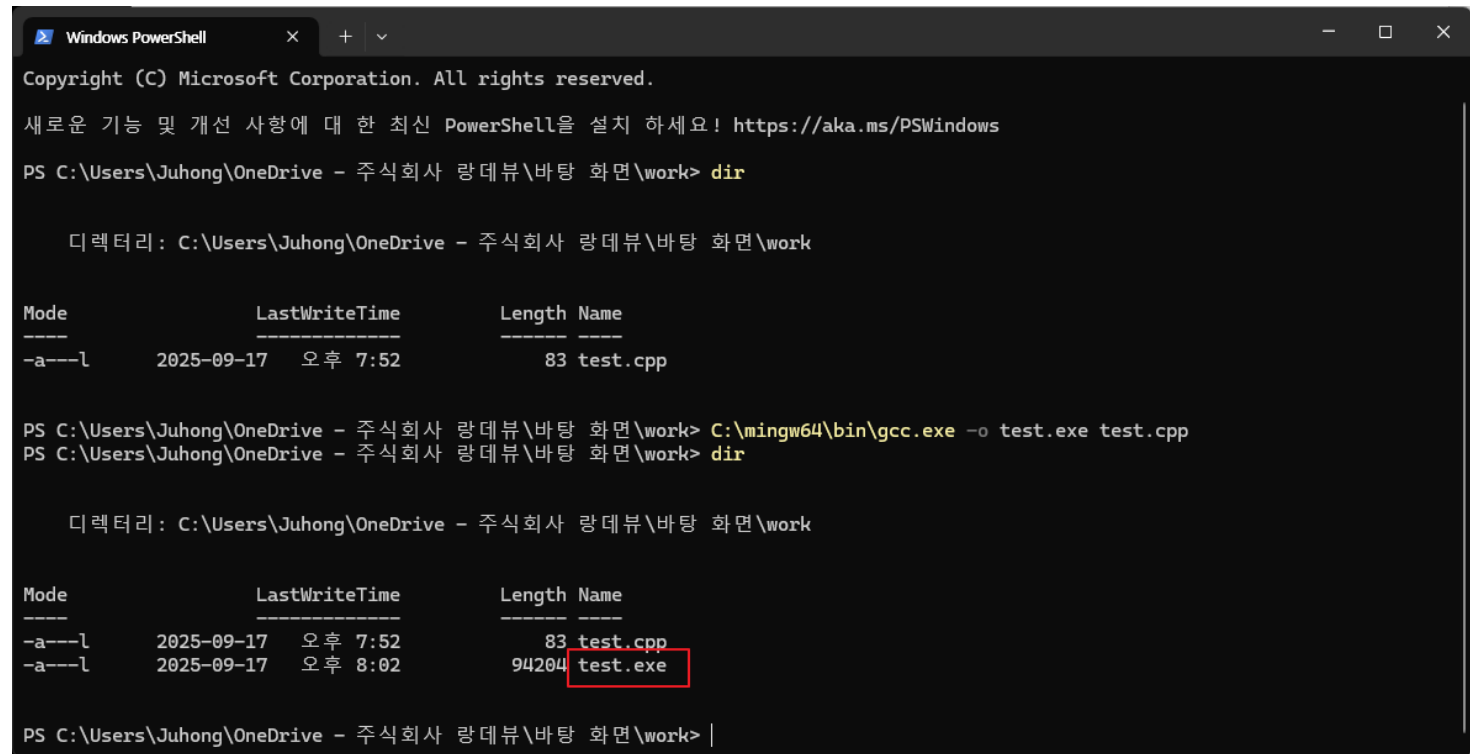 Windows PowerShell
Copyright (C) Microsoft Corporation. All rights reserved.
새로운 기능 및 개선 사항에 대 한 최신 PowerShell을 설치 하세요! https://aka.ms/PSWindows
PS C:\Users\Juhong\OneDrive - 주식회사 랑데뷰\바탕 화면\work> dir
디렉터리: C:\Users\Juhong\OneDrive - 주식회사 랑데뷰\바탕 화면\work
Mode LastWriteTime Length Name
---- ------------- ------ ----
-a---l 2025-09-17 오후 7:52 83 test.cpp
PS C:\Users\Juhong\OneDrive - 주식회사 랑데뷰\바탕 화면\work> C:\mingw64\bin\gcc.exe -o test.exe test.cpp
PS C:\Users\Juhong\OneDrive - 주식회사 랑데뷰\바탕 화면\work> dir
디렉터리: C:\Users\Juhong\OneDrive - 주식회사 랑데뷰\바탕 화면\work
Mode LastWriteTime Length Name
---- ------------- ------ ----
-a---l 2025-09-17 오후 7:52 83 test.cpp
-a---l 2025-09-17 오후 8:02 94204 test.exe
PS C:\Users\Juhong\OneDrive - 주식회사 랑데뷰\바탕 화면\work>